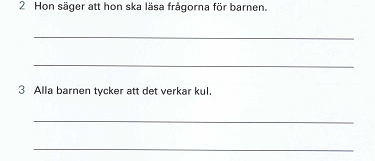 2 Hon säger att hon ska läsa frågorna för barnen.
3 Alla barnen tycker att det verkar kul.